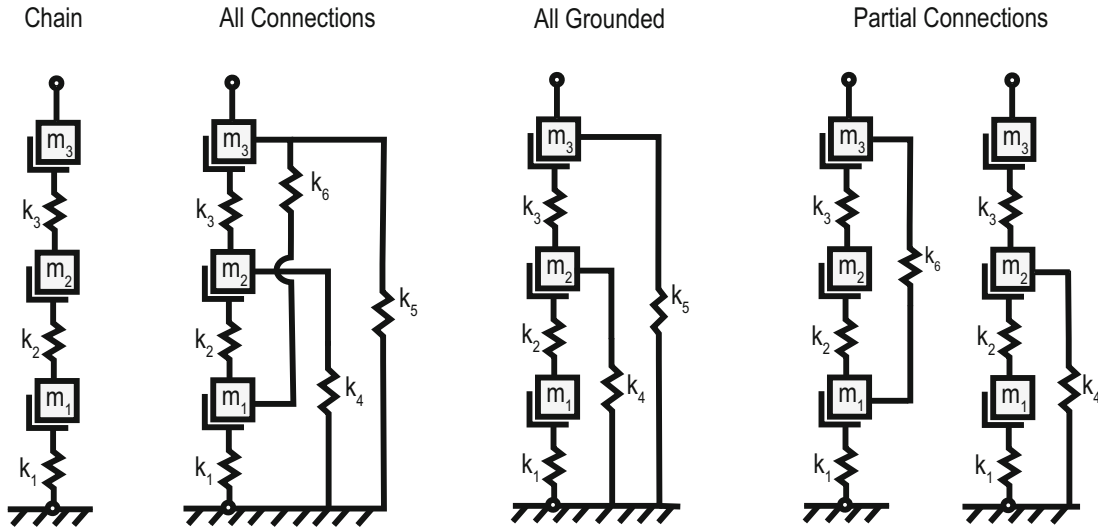 Chain
m₃
k₃
m₂
k₂
m₁
k₁
All Connections
m₃
k₆
k₃
m₂
k₅
k₂
k₄
m₁
k₁
All Grounded
m₃
k₃
m₂
k₅
k₂
k₄
m₁
k₁
Partial Connections
m₃
k₃
m₂
k₆
k₂
m₁
k₁
m₃
k₃
m₂
k₂
k₄
m₁
k₁